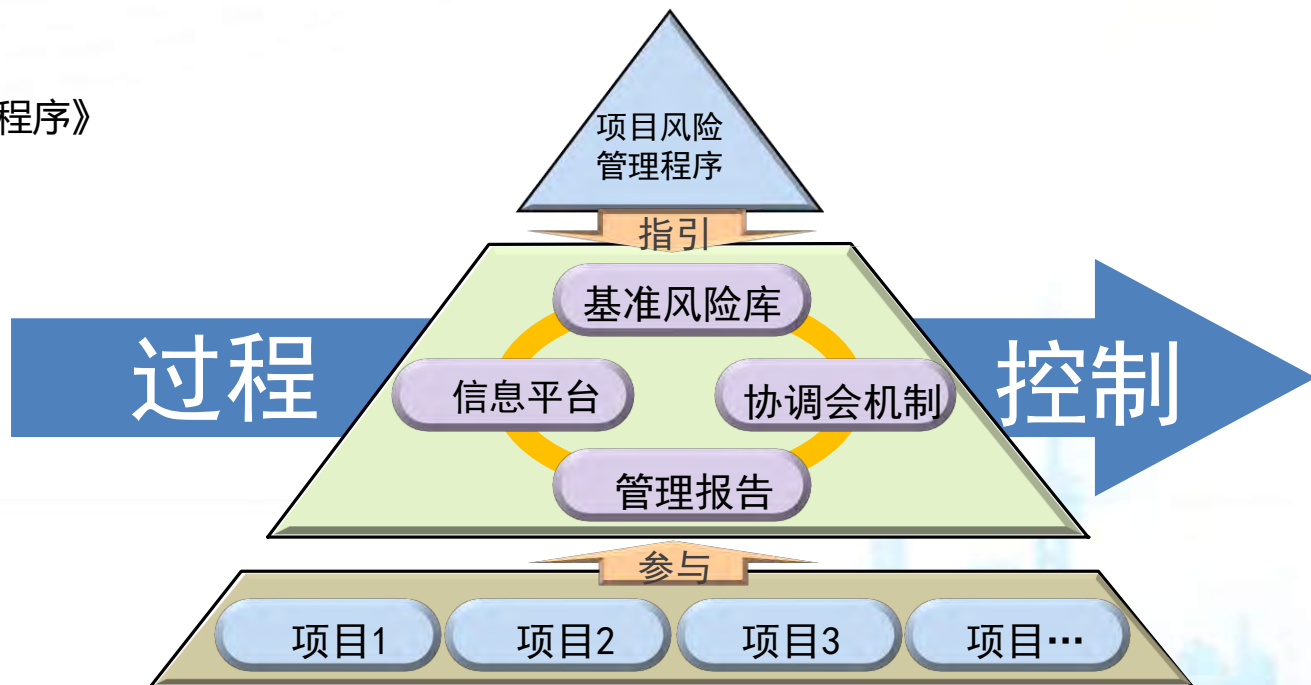 程序》
项目风险
管理程序
指引
基准风险库
过程
信息平台
协调会机制
控制
管理报告
参与
项目1
项目2
项目3
项目…